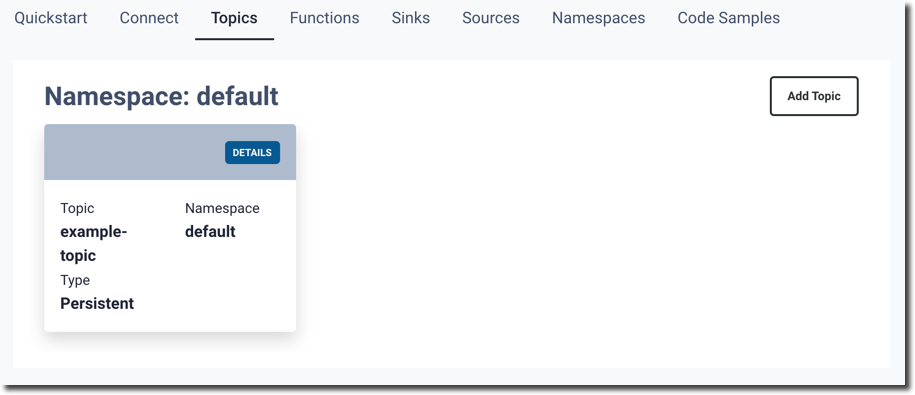 Quickstart Connect Topics Functions Sinks Sources Namespaces Code Samples
Namespace: default
Add Topic
DETAILS
Topic Namespace
example- default
topic
Type
Persistent